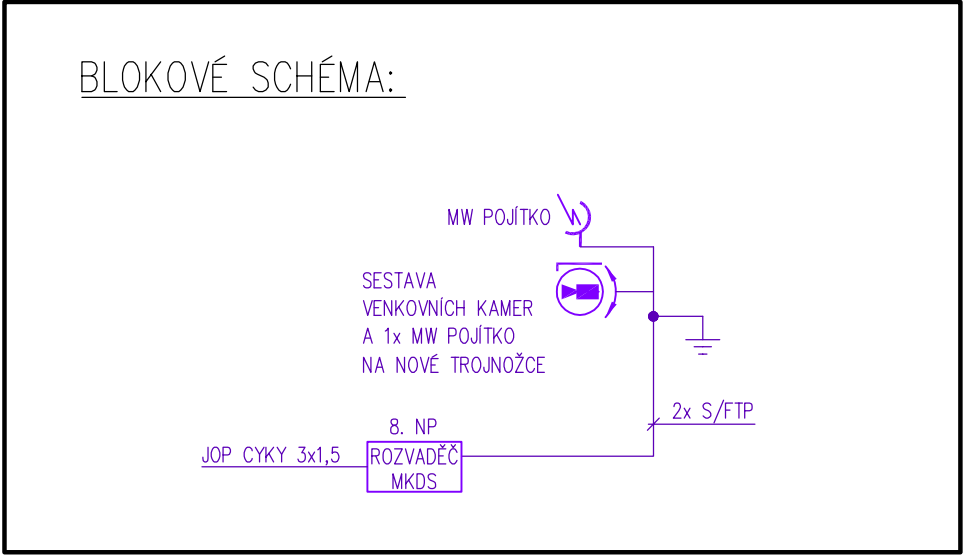 BLOKOVÉ SCHÉMA:
MW POJÍTKO
SESTAVA
VENKOVNÍCH KAMER
A 1x MW POJÍTKO
NA NOVÉ TROJNOŽCE
2x S/FTP
8. NP
JOP CYKY 3x1,5
ROZVADĚČ
MKDS